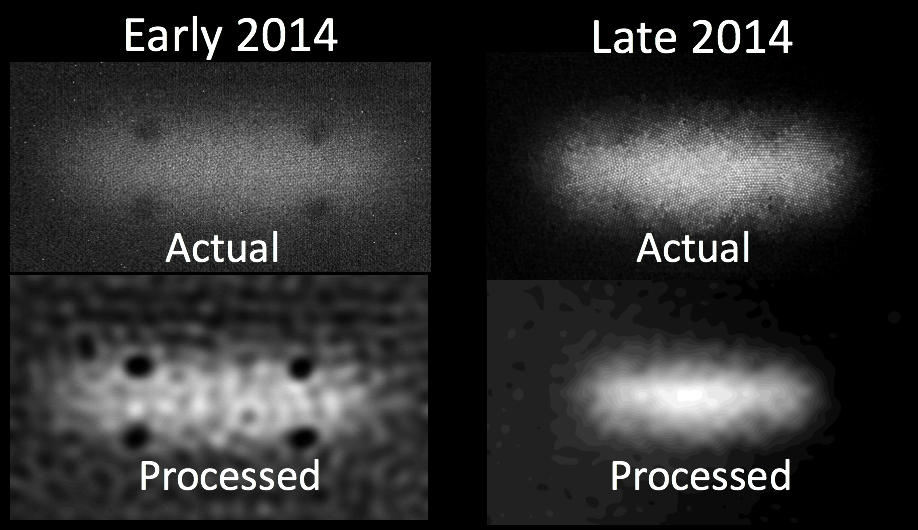 Early 2014
Late 2014
Actual
Actual
Processed
Processed